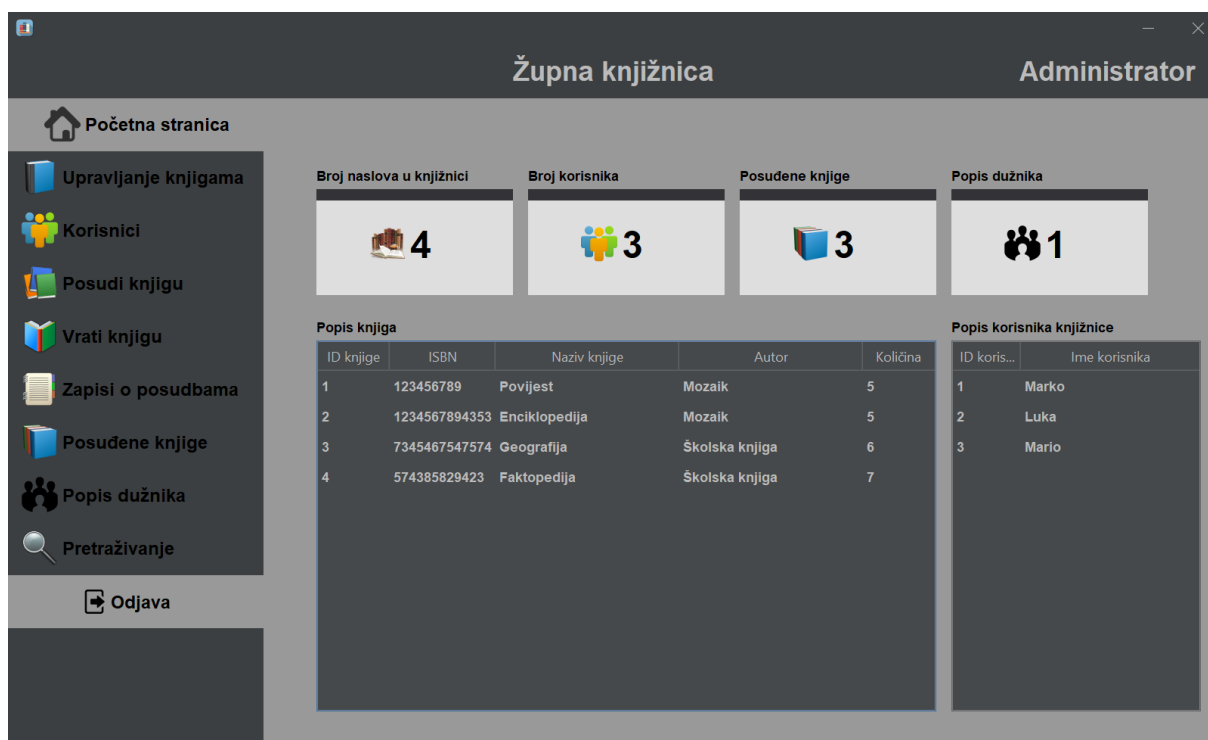 Župna knjižnica
Administrator
Početna stranica
Upravljanje knjigama
Korisnici
Posudi knjigu
Vrati knjigu
Zapisi o posudbama
Posuđene knjige
Popis dužnika
Pretraživanje
Odjava
Broj naslova u knjižnici
4
Broj korisnika
3
Posuđene knjige
3
Popis dužnika
1
Popis knjiga
ID knjige ISBN Naziv knjige Autor Količina
1 123456789 Povijest Mozaik 5
2 1234567894353 Enciklopedija Mozaik 5
3 7345467547574 Geografija Školska knjiga 6
4 574385829423 Faktopedija Školska knjiga 7
Popis korisnika knjižnice
ID koris... Ime korisnika
1 Marko
2 Luka
3 Mario